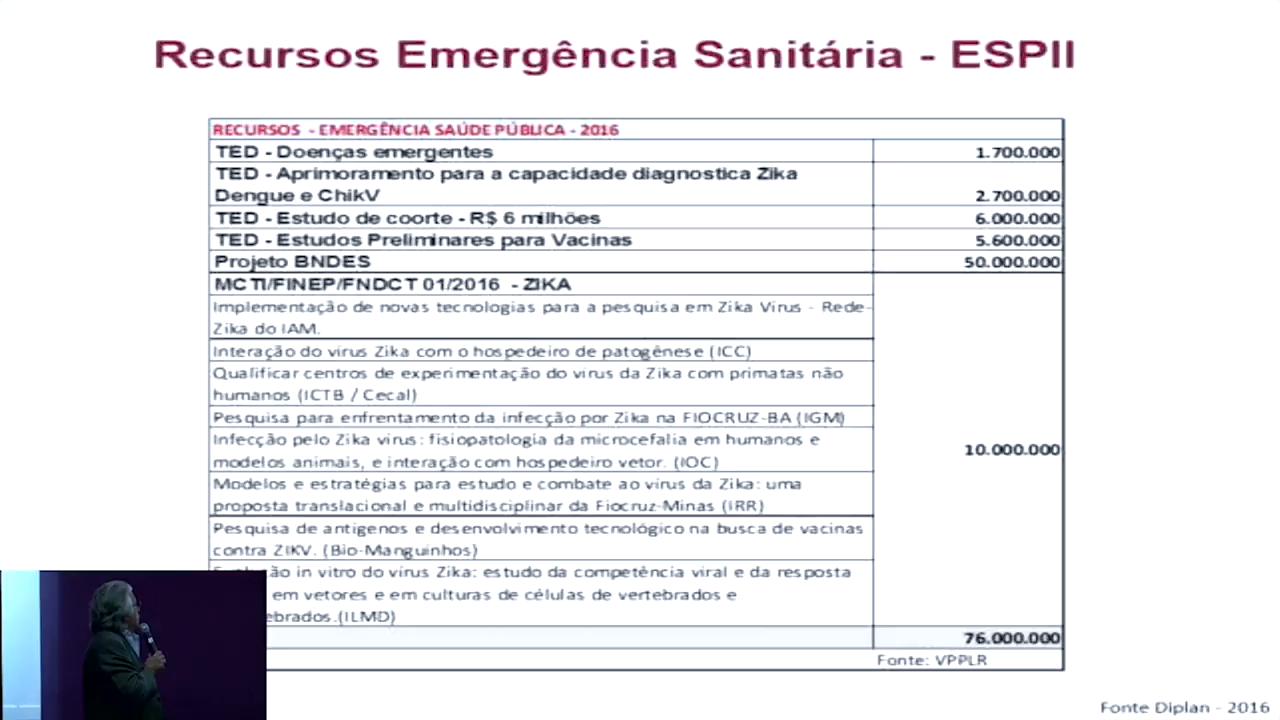 Recursos Emergência Sanitária - ESPII
RECURSOS - EMERGÊNCIA SAÚDE PÚBLICA - 2016
TED - Doenças emergentes 1.700.000
TED - Aprimoramento para a capacidade diagnostica Zika
Dengue e ChikV 2.700.000
TED - Estudo de coorte - R$ 6 milhões 6.000.000
TED - Estudos Preliminares para Vacinas 5.600.000
Projeto BNDES 50.000.000
MCTI/FINEP/FNDCT 01/2016 - ZIKA
Implementação de novas tecnologias para a pesquisa em Zika Vírus - Rede-
Zika do IAM.
Interação do vírus Zika com o hospedeiro de patogênese (ICC)
Qualificar centros de experimentação do vírus da Zika com primatas não
humanos (ICTB / Cecal)
Pesquisa para enfrentamento da infecção por Zika na FIOCRUZ-BA (IGM)
Infecção pelo Zika vírus: fisiopatologia da microcefalia em humanos e
modelos animais, e interação com hospedeiro vetor. (IOC)
10.000.000
Modelos e estratégias para estudo e combate ao vírus da Zika: uma
proposta translacional e multidisciplinar da Fiocruz-Minas (IRR)
Pesquisa de antígenos e desenvolvimento tecnológico na busca de vacinas
contra ZIKV. (Bio-Manguinhos)
in vitro do vírus Zika: estudo da competência viral e da resposta
em vetores e em culturas de células de vertebrados e
(ILMD)
76.000.000
Fonte: VPPLR
Fonte Diplan - 2016